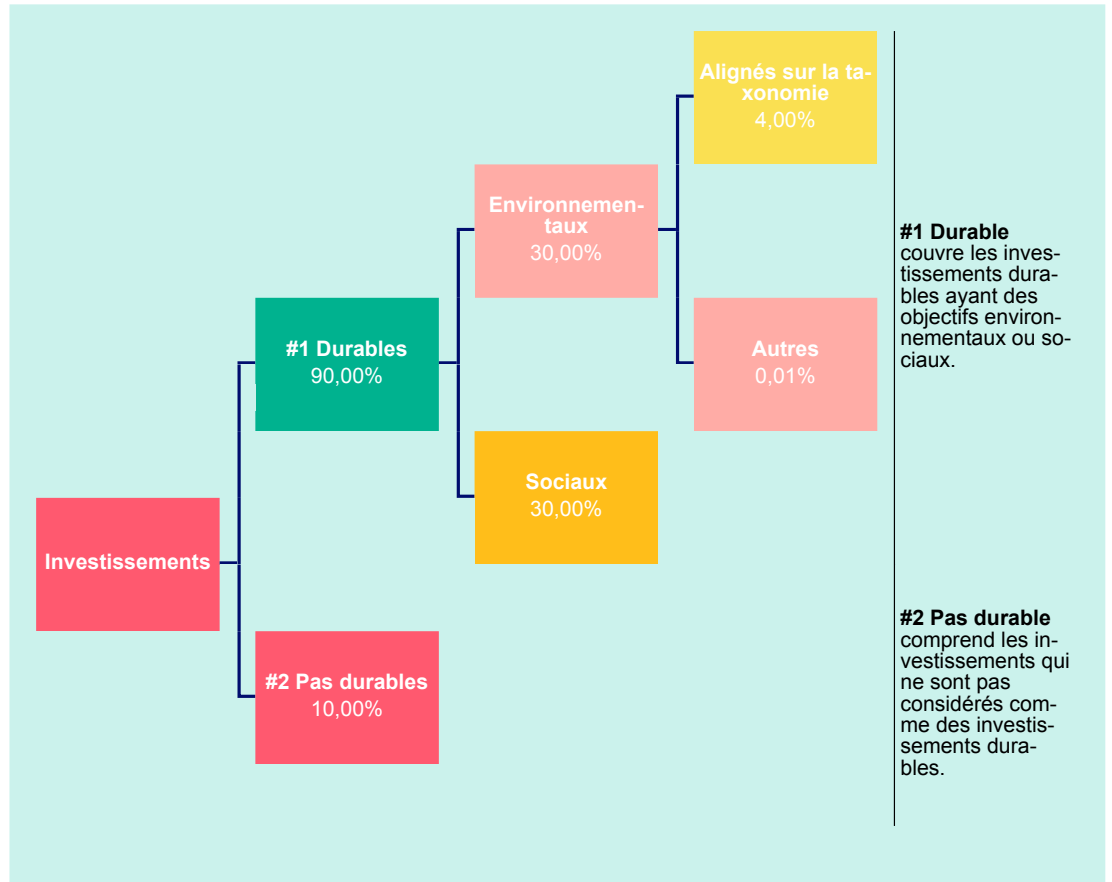 Alignés sur la ta-
xonomie
4,00%
Environnemen-
taux
30,00%
#1 Durables
90,00%
Autres
0,01%
Sociaux
30,00%
Investissements
#2 Pas durables
10,00%
#1 Durable
couvre les inves-
tissements dura-
bles ayant des
objectifs environ-
nementaux ou so-
ciaux.
#2 Pas durable
comprend les in-
vestissements qui
ne sont pas
considérés com-
me des investis-
sements dura-
bles.